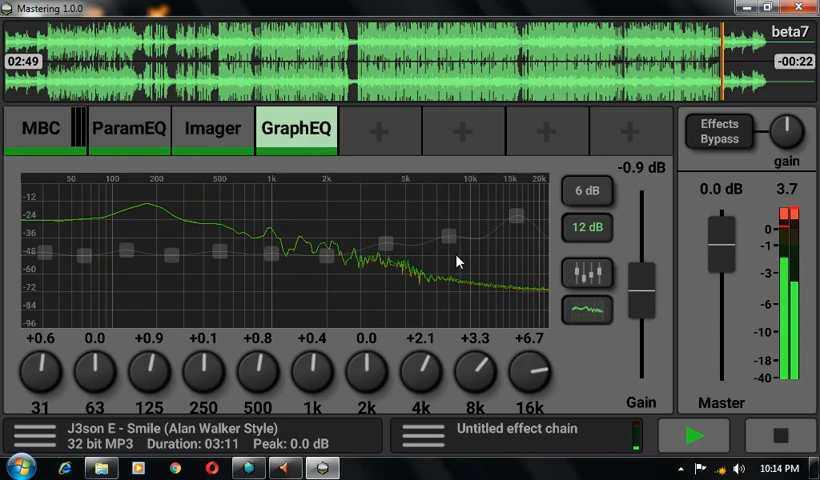 Mastering 1.0.0
beta7
02:49
-00:22
MBC
ParamEQ
Imager
GraphEQ
+
+
+
+
Effects
Bypass
gain
50
100
200
500
1k
2k
5k
10k
15k
20k
-12
-24
-36
-48
-60
-72
-84
-96
6 dB
12 dB
-0.9 dB
Gain
0.0 dB
3.7
0
-1
-3
-6
-10
-18
-40
Master
+0.6
0.0
+0.9
+0.1
+0.8
+0.4
0.0
+2.1
+3.3
+6.7
31
63
125
250
500
1k
2k
4k
8k
16k
J3son E - Smile (Alan Walker Style)
32 bit MP3 Duration: 03:11 Peak: 0.0 dB
Untitled effect chain
10:14 PM